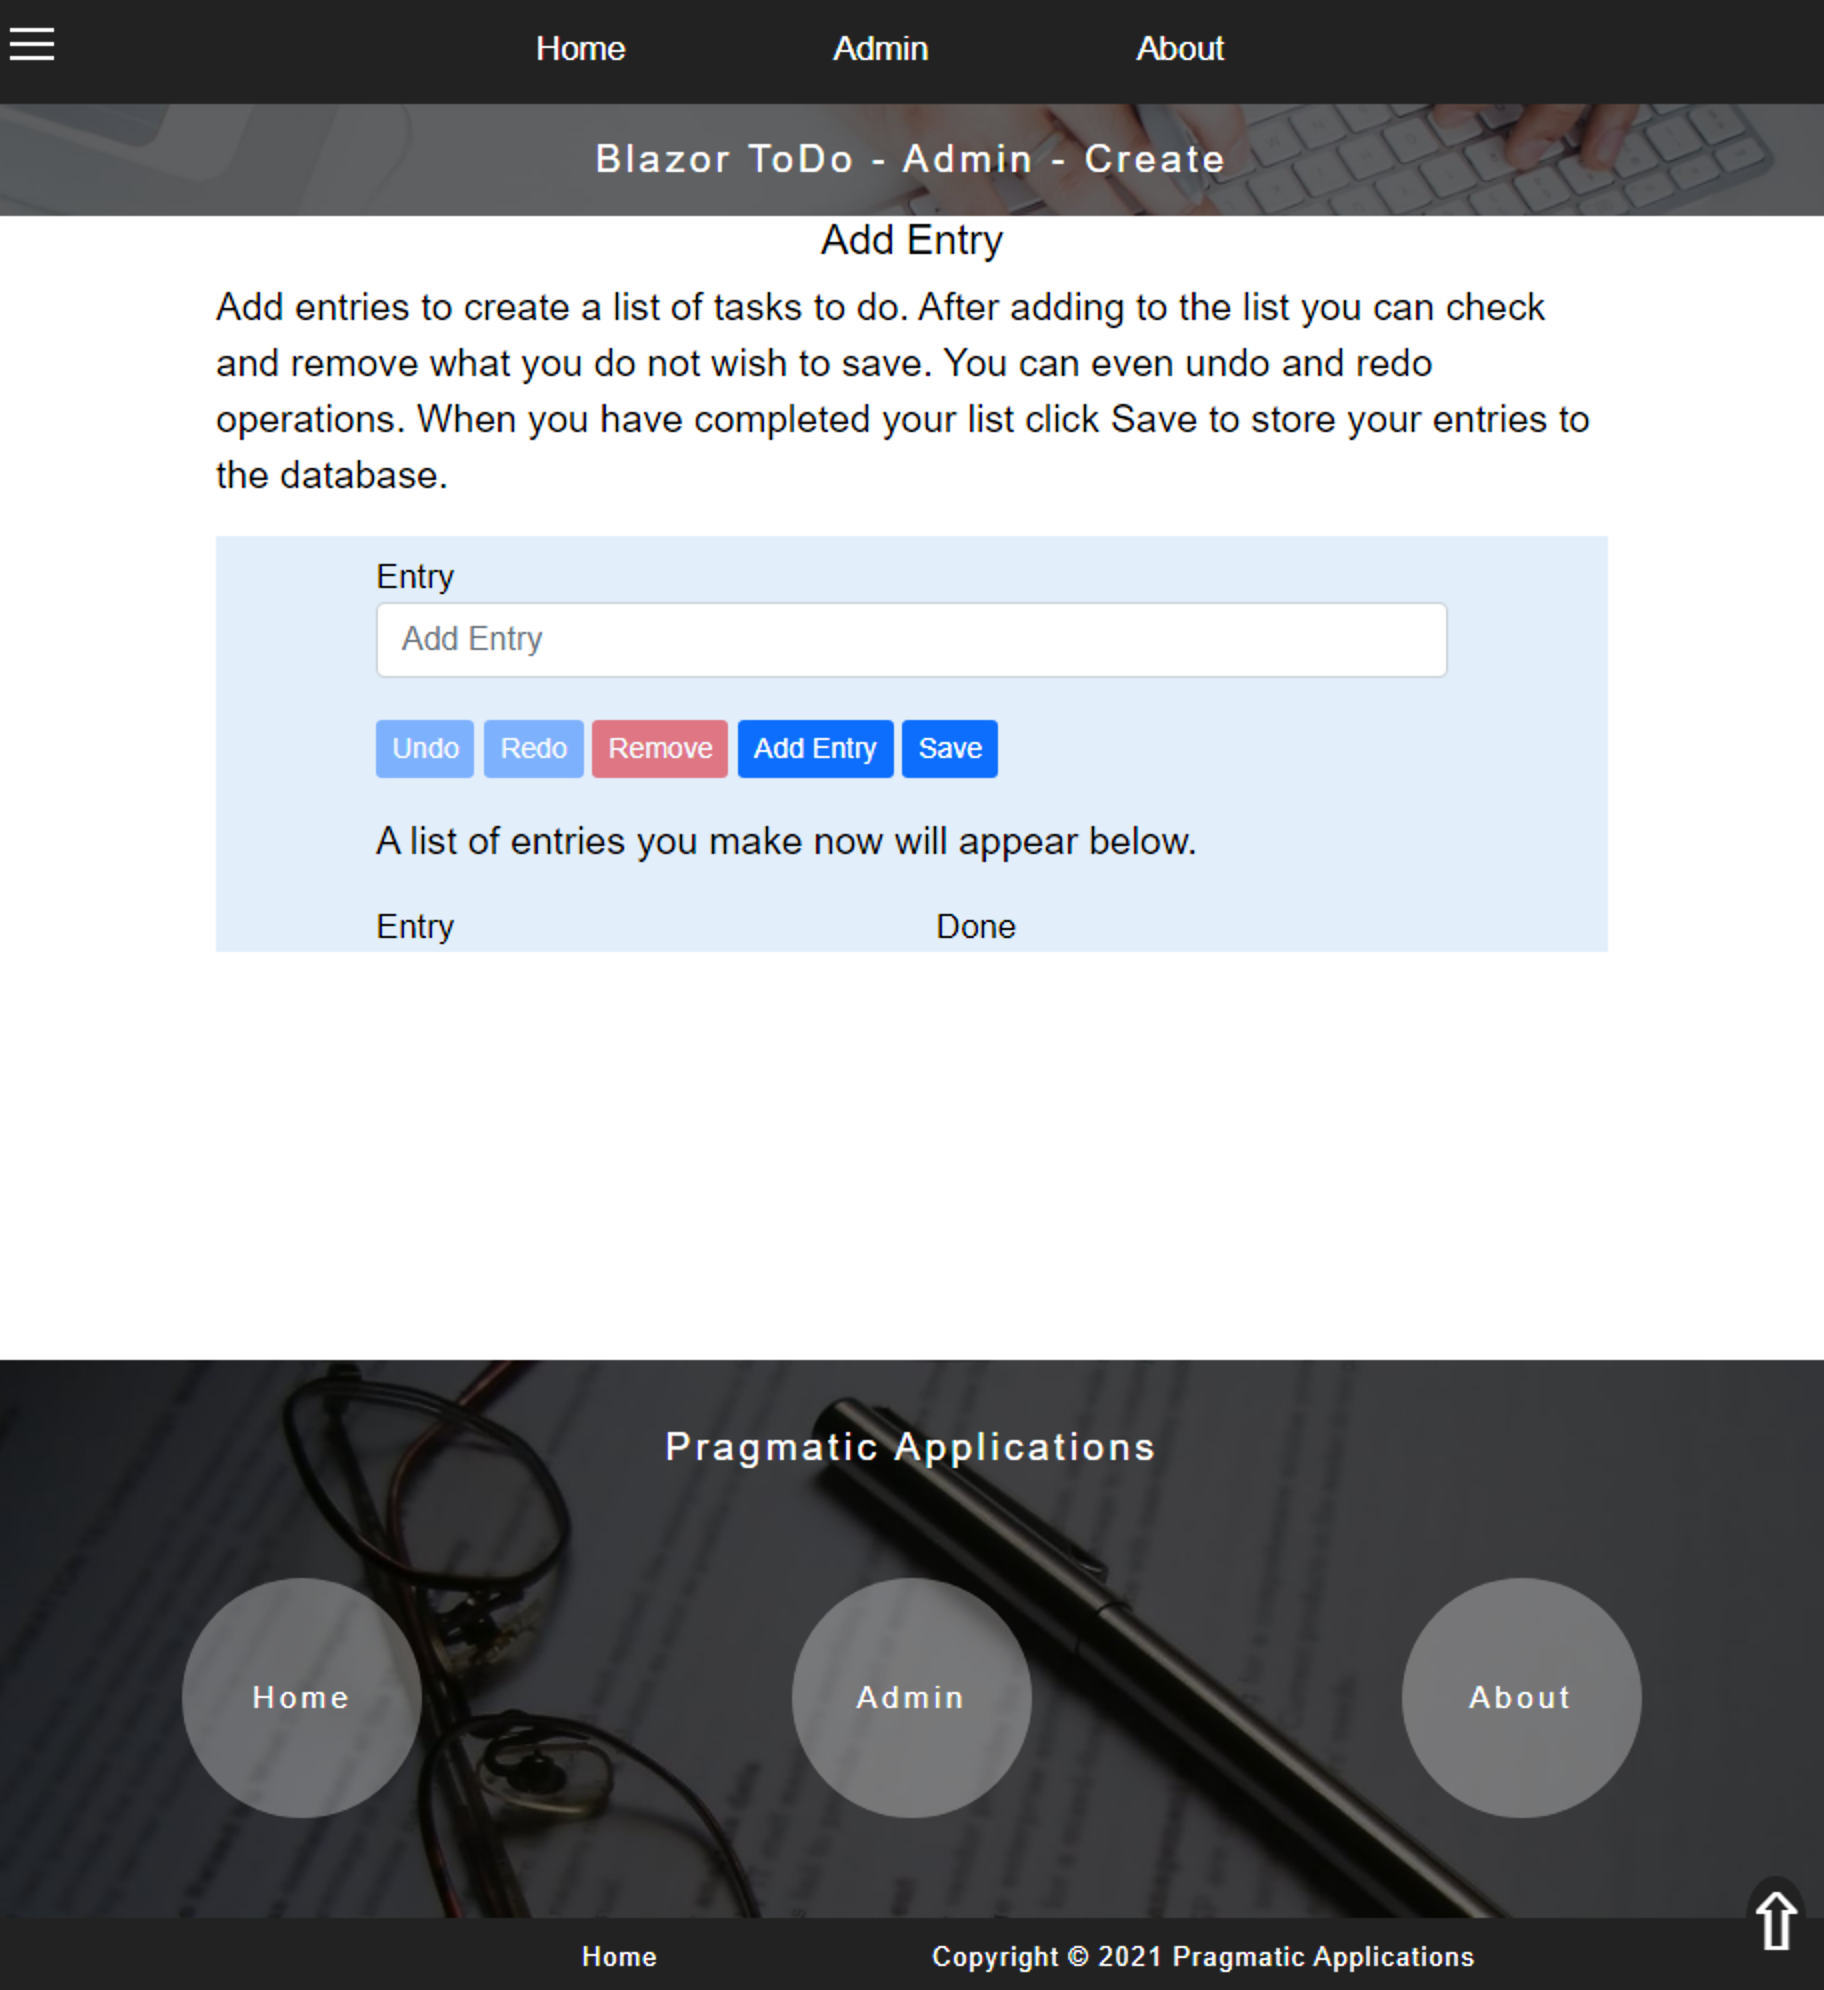 Home Admin About
Blazor ToDo - Admin - Create
Add Entry
Add entries to create a list of tasks to do. After adding to the list you can check
and remove what you do not wish to save. You can even undo and redo
operations. When you have completed your list click Save to store your entries to
the database.
Entry
Add Entry
Undo Redo Remove Add Entry Save
A list of entries you make now will appear below.
Entry Done
Pragmatic Applications
Home Admin About
Home Copyright © 2021 Pragmatic Applications